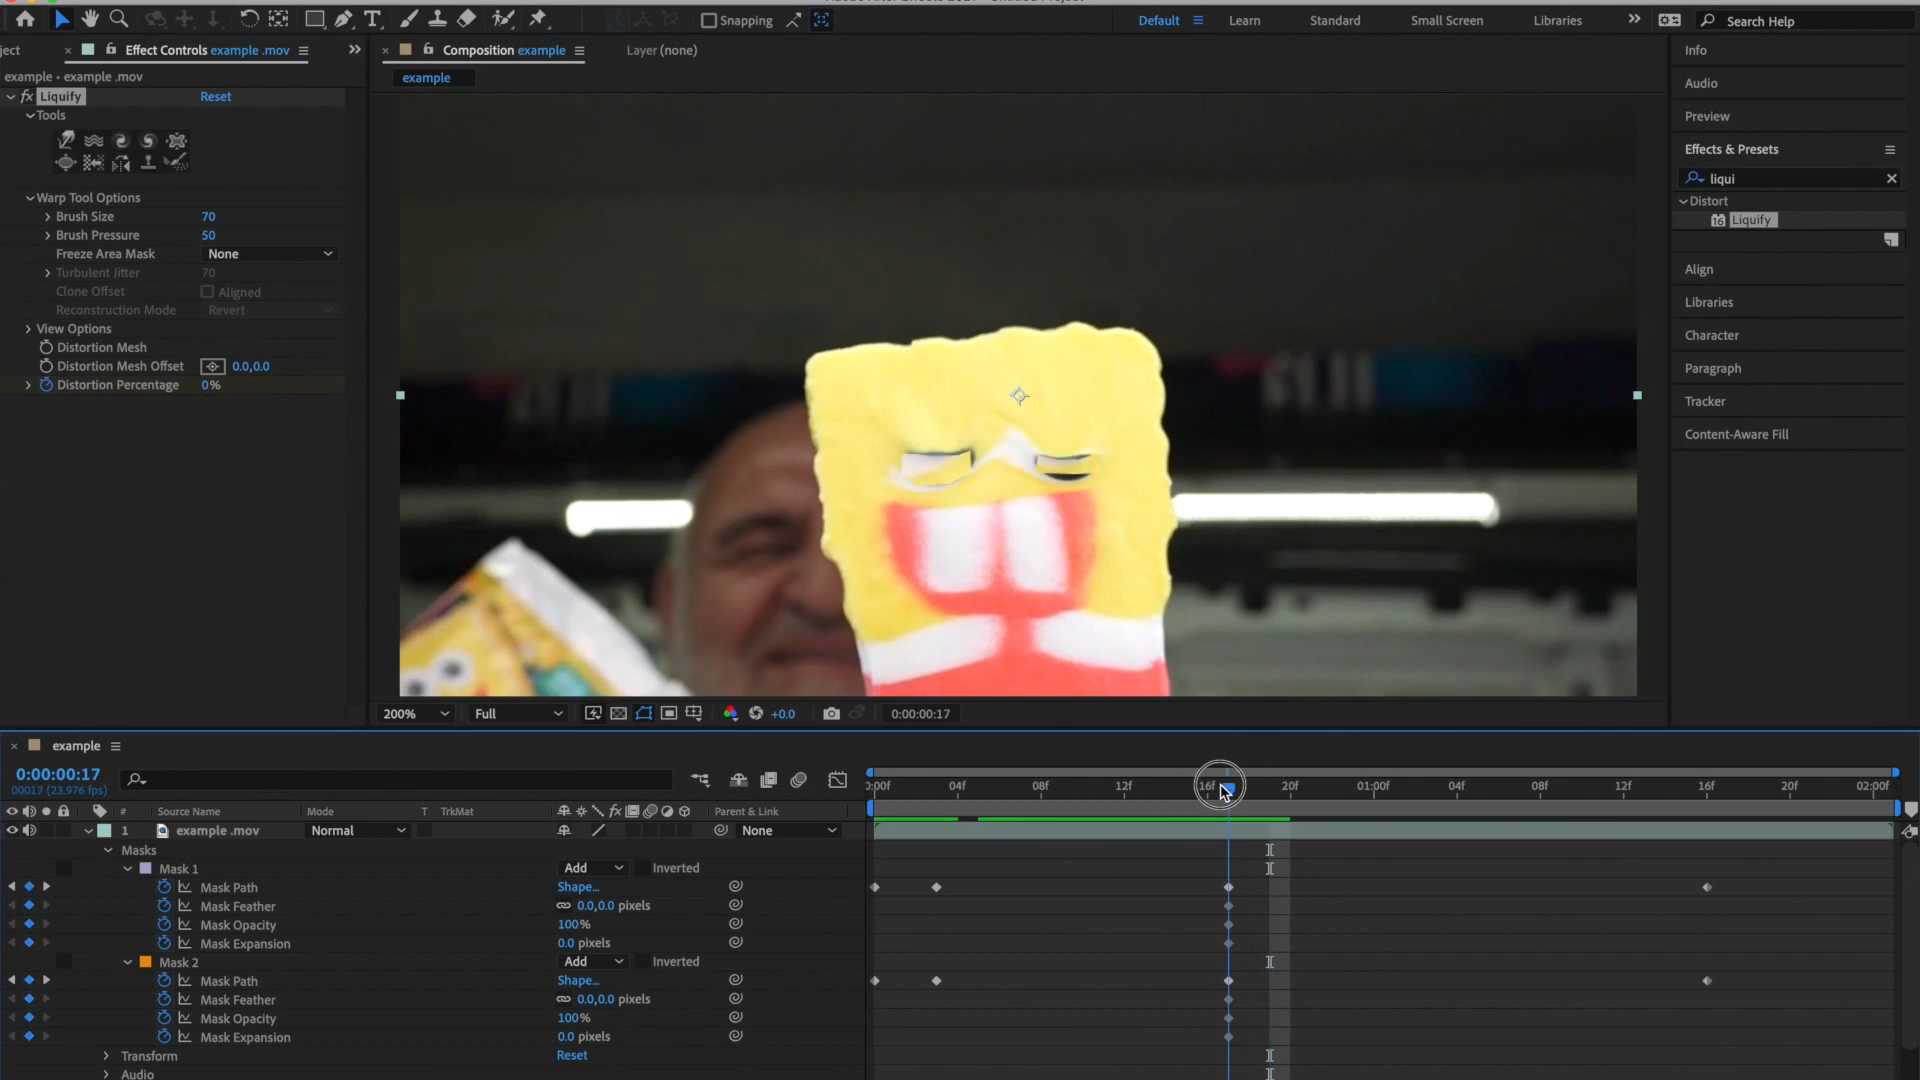 Snapping
Default
Learn
Standard
Small Screen
Libraries
Search Help
ject
Effect Controls example .mov
Composition example
Layer (none)
example • example .mov
example
fx Liquify Reset
Tools
Warp Tool Options
Brush Size 70
Brush Pressure 50
Freeze Area Mask None
Turbulent Jitter 70
Clone Offset Aligned
Reconstruction Mode Revert
View Options
Distortion Mesh
Distortion Mesh Offset 0.0,0.0
Distortion Percentage 0%
Info
Audio
Preview
Effects & Presets
liqui
Distort
16 Liquify
Align
Libraries
Character
Paragraph
Tracker
Content-Aware Fill
200% Full +0.0 0:00:00:17
example
0:00:00:17
00017 (23.976 fps)
0:00f 04f 08f 12f 16f 20f 01:00f 04f 08f 12f 16f 20f 02:00f
# Source Name Mode T TrkMat fx Parent & Link
1 example .mov Normal None
Masks
Mask 1 Add Inverted
Mask Path Shape...
Mask Feather 0.0,0.0 pixels
Mask Opacity 100%
Mask Expansion 0.0 pixels
Mask 2 Add Inverted
Mask Path Shape...
Mask Feather 0.0,0.0 pixels
Mask Opacity 100%
Mask Expansion 0.0 pixels
Transform Reset
Audio